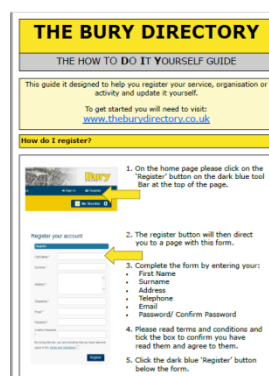 THE BURY DIRECTORY
THE HOW TO DO IT YOURSELF GUIDE
This guide it designed to help you register your service, organisation or
activity and update it yourself.
To get started you will need to visit:
www.theburydirectory.co.uk
How do I register?
Bury
1. On the home page please click on the
'Register' button on the dark blue tool
Bar at the top of the page.
Register your account
2. The register button will then direct
you to a page with this form.
3. Complete the form by entering your:
• First Name
• Surname
• Address
• Telephone
• Email
• Password/ Confirm Password
4. Please read terms and conditions and
tick the box to confirm you have
read them and agree to them.
5. Click the dark blue 'Register' button
below the form.